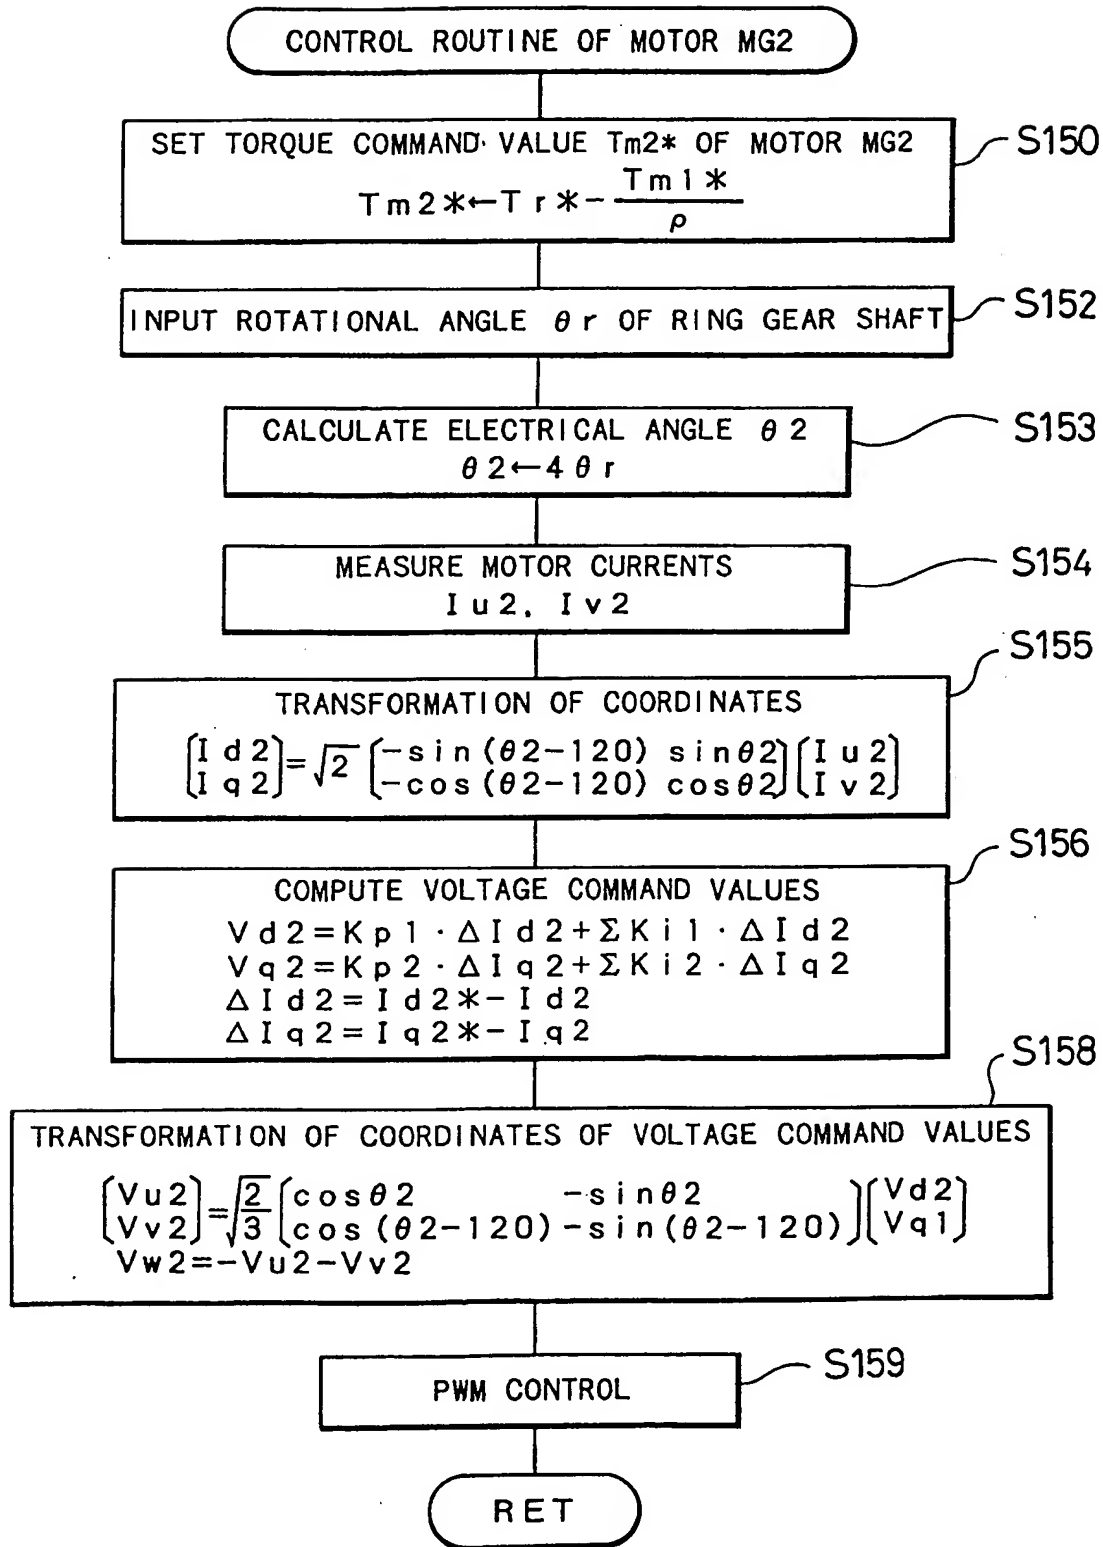 CONTROL ROUTINE OF MOTOR MG2
SET TORQUE COMMAND VALUE Tm2* OF MOTOR MG2
Tm2*←Tr*-Tm1*/ρ
S150
INPUT ROTATIONAL ANGLE θr OF RING GEAR SHAFT
S152
CALCULATE ELECTRICAL ANGLE θ2
θ2←4θr
S153
MEASURE MOTOR CURRENTS
Iu2, Iv2
S154
TRANSFORMATION OF COORDINATES
[Id2] = √2 [-sin(θ2-120) sinθ2] [Iu2]
[Iq2] [-cos(θ2-120) cosθ2] [Iv2]
S155
COMPUTE VOLTAGE COMMAND VALUES
Vd2=Kp1·ΔId2+ΣKi1·ΔId2
Vq2=Kp2·ΔIq2+ΣKi2·ΔIq2
ΔId2=Id2*-Id2
ΔIq2=Iq2*-Iq2
S156
TRANSFORMATION OF COORDINATES OF VOLTAGE COMMAND VALUES
[Vu2] = √2/3 [cosθ2 -sinθ2] [Vd2]
[Vv2] [cos(θ2-120) -sin(θ2-120)] [Vq1]
Vw2=-Vu2-Vv2
S158
PWM CONTROL
S159
RET